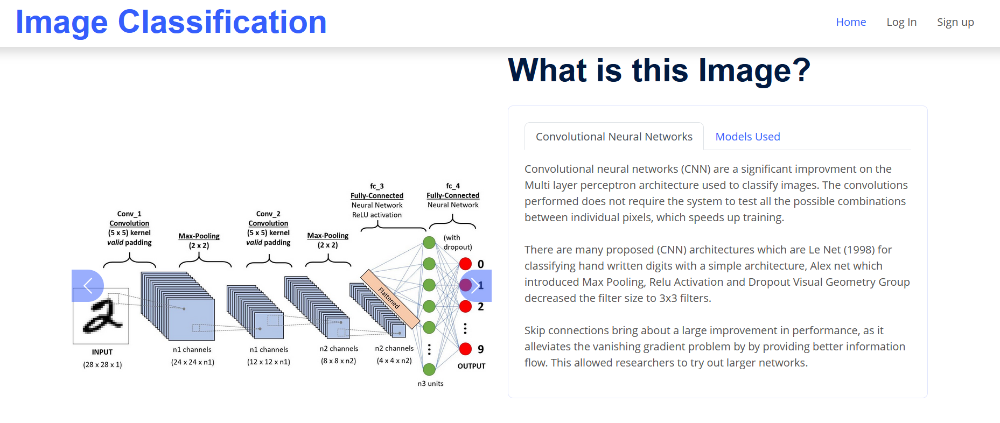 Image Classification
Home
Log In
Sign up
What is this Image?
Convolutional Neural Networks
Models Used
Convolutional neural networks (CNN) are a significant improvment on the
Multi layer perceptron architecture used to classify images. The convolutions
performed does not require the system to test all the possible combinations
between individual pixels, which speeds up training.
There are many proposed (CNN) architectures which are Le Net (1998) for
classifying hand written digits with a simple architecture, Alex net which
introduced Max Pooling, Relu Activation and Dropout Visual Geometry Group
decreased the filter size to 3x3 filters.
Skip connections bring about a large improvement in performance, as it
alleviates the vanishing gradient problem by by providing better information
flow. This allowed researchers to try out larger networks.
Conv_1
Convolution
(5 x 5) kernel
valid padding
Max-Pooling
(2 x 2)
Conv_2
Convolution
(5 x 5) kernel
valid padding
Max-Pooling
(2 x 2)
fc_3
Fully-Connected
Neural Network
ReLU activation
fc_4
Fully-Connected
Neural Network
(with
dropout)
Flattened
0
1
2
9
OUTPUT
2
INPUT
(28 x 28 x 1)
n1 channels
(24 x 24 x n1)
n1 channels
(12 x 12 x n1)
n2 channels
(8 x 8 x n2)
n2 channels
(4 x 4 x n2)
n3 units